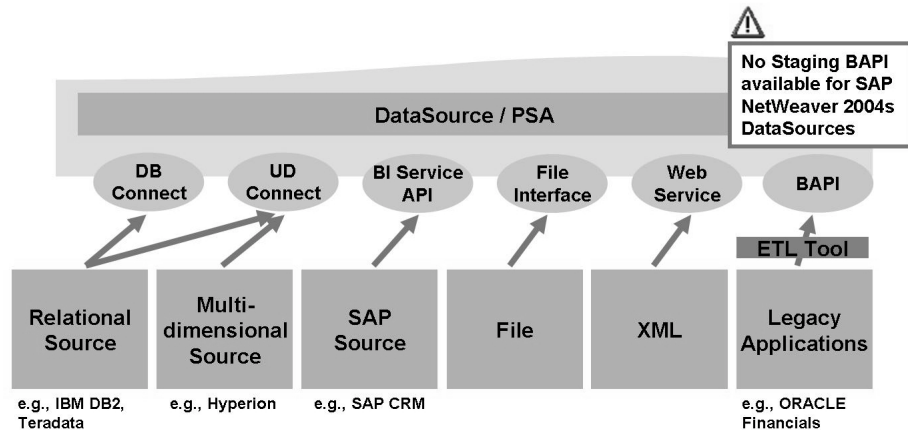 No Staging BAPI
available for SAP
NetWeaver 2004s
DataSources
DataSource / PSA
DB
Connect
UD
Connect
BI Service
API
File
Interface
Web
Service
BAPI
ETL Tool
Relational
Source
Multi-
dimensional
Source
SAP
Source
File
XML
Legacy
Applications
e.g., IBM DB2,
Teradata
e.g., Hyperion
e.g., SAP CRM
e.g., ORACLE
Financials